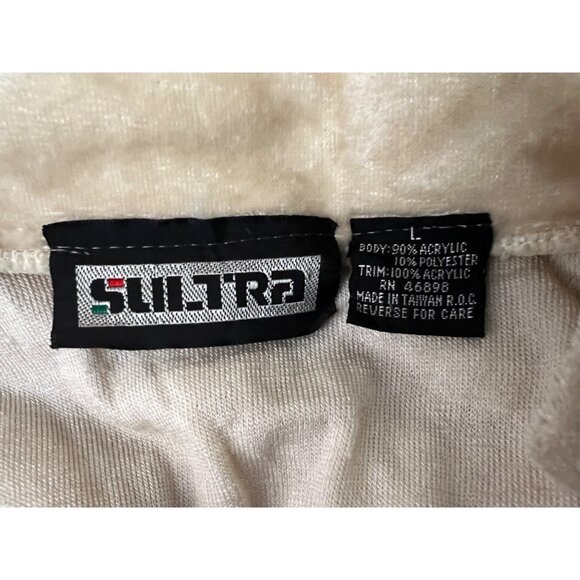 SULTRA
L
BODY: 90% ACRYLIC
10% POLYESTER
TRIM: 100% ACRYLIC
RN 46898
MADE IN TAIWAN R.O.C.
REVERSE FOR CARE